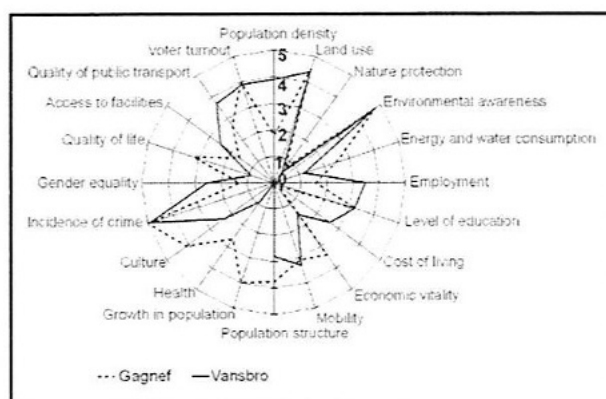 Population density
Voter turnout
Land use
Quality of public transport
Nature protection
Access to facilities
Environmental awareness
Quality of life
Energy and water consumption
Gender equality
Employment
Incidence of crime
Level of education
Culture
Cost of living
Health
Economic vitality
Growth in population
Mobility
Population structure
5
4
3
2
1
0
Gagnef
Vansbro